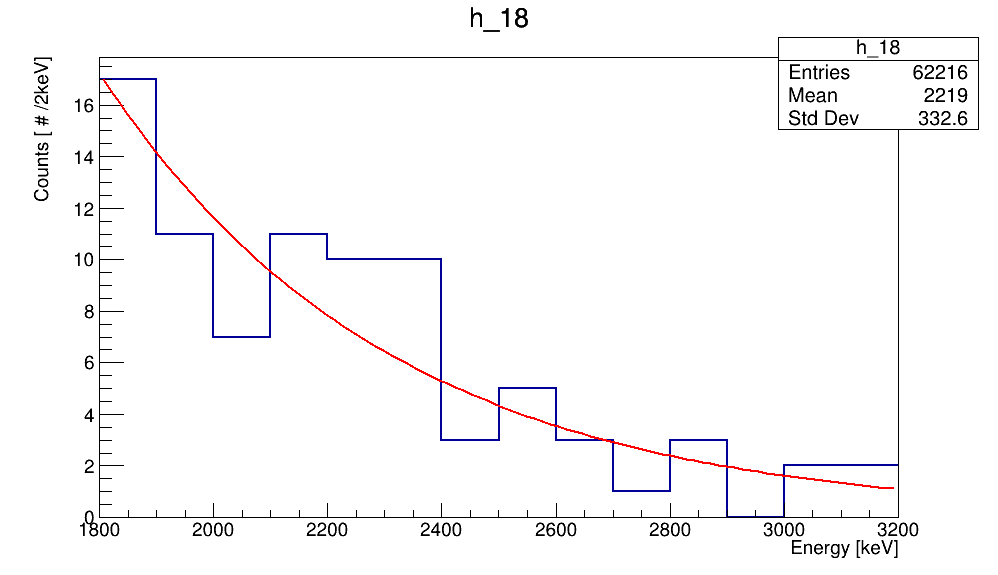 h_18
h_18
Entries 62216
Mean 2219
Std Dev 332.6
Counts [ # /2keV]
16
14
12
10
8
6
4
2
0
1800 2000 2200 2400 2600 2800 3000 3200
Energy [keV]